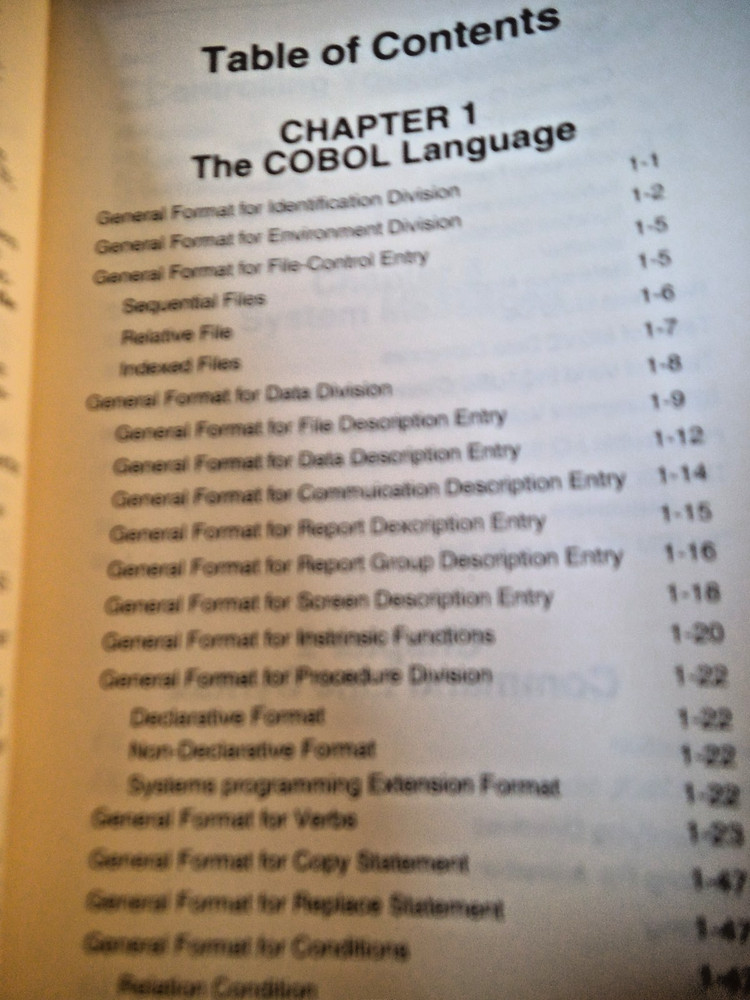 Table of Contents
CHAPTER 1
The COBOL Language
General Format for Identification Division 1-1
General Format for Environment Division 1-2
General Format for File-Control Entry 1-5
Sequential Files 1-5
Relative File 1-6
Indexed Files 1-7
General Format for Data Division 1-8
General Format for File Description Entry 1-9
General Format for Data Description Entry 1-12
General Format for Commuication Description Entry 1-14
General Format for Report Dexcription Entry 1-15
General Format for Report Group Description Entry 1-16
General Format for Screen Description Entry 1-18
General Format for Instrinsic Functions 1-20
General Format for Procedure Division 1-22
Declarative Format 1-22
Non-Declarative Format 1-22
Systems programming Extension Format 1-22
General Format for Verbs 1-23
General Format for Copy Statement 1-47
General Format for Replace Statement 1-47
General Format for Conditions
Relation Condition